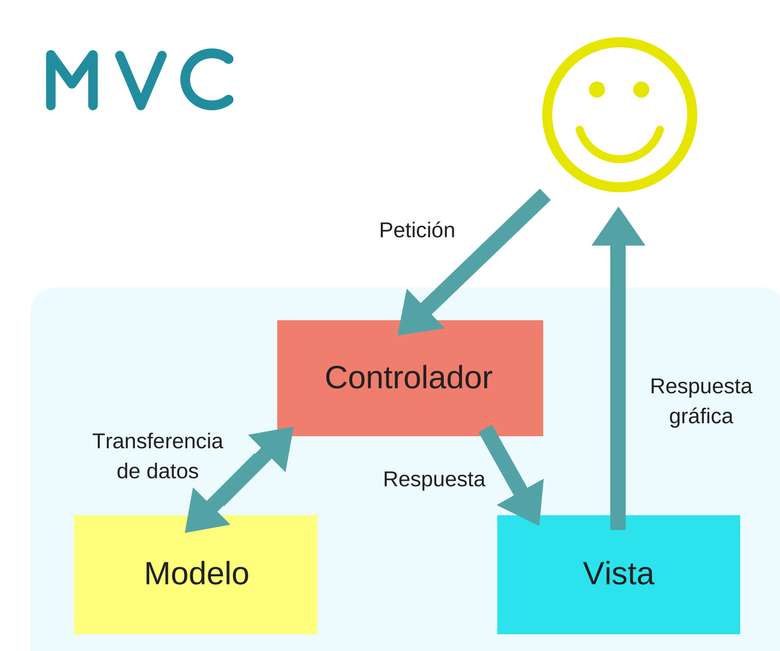 MVC
Petición
Controlador
Respuesta
gráfica
Transferencia
de datos
Respuesta
Modelo
Vista